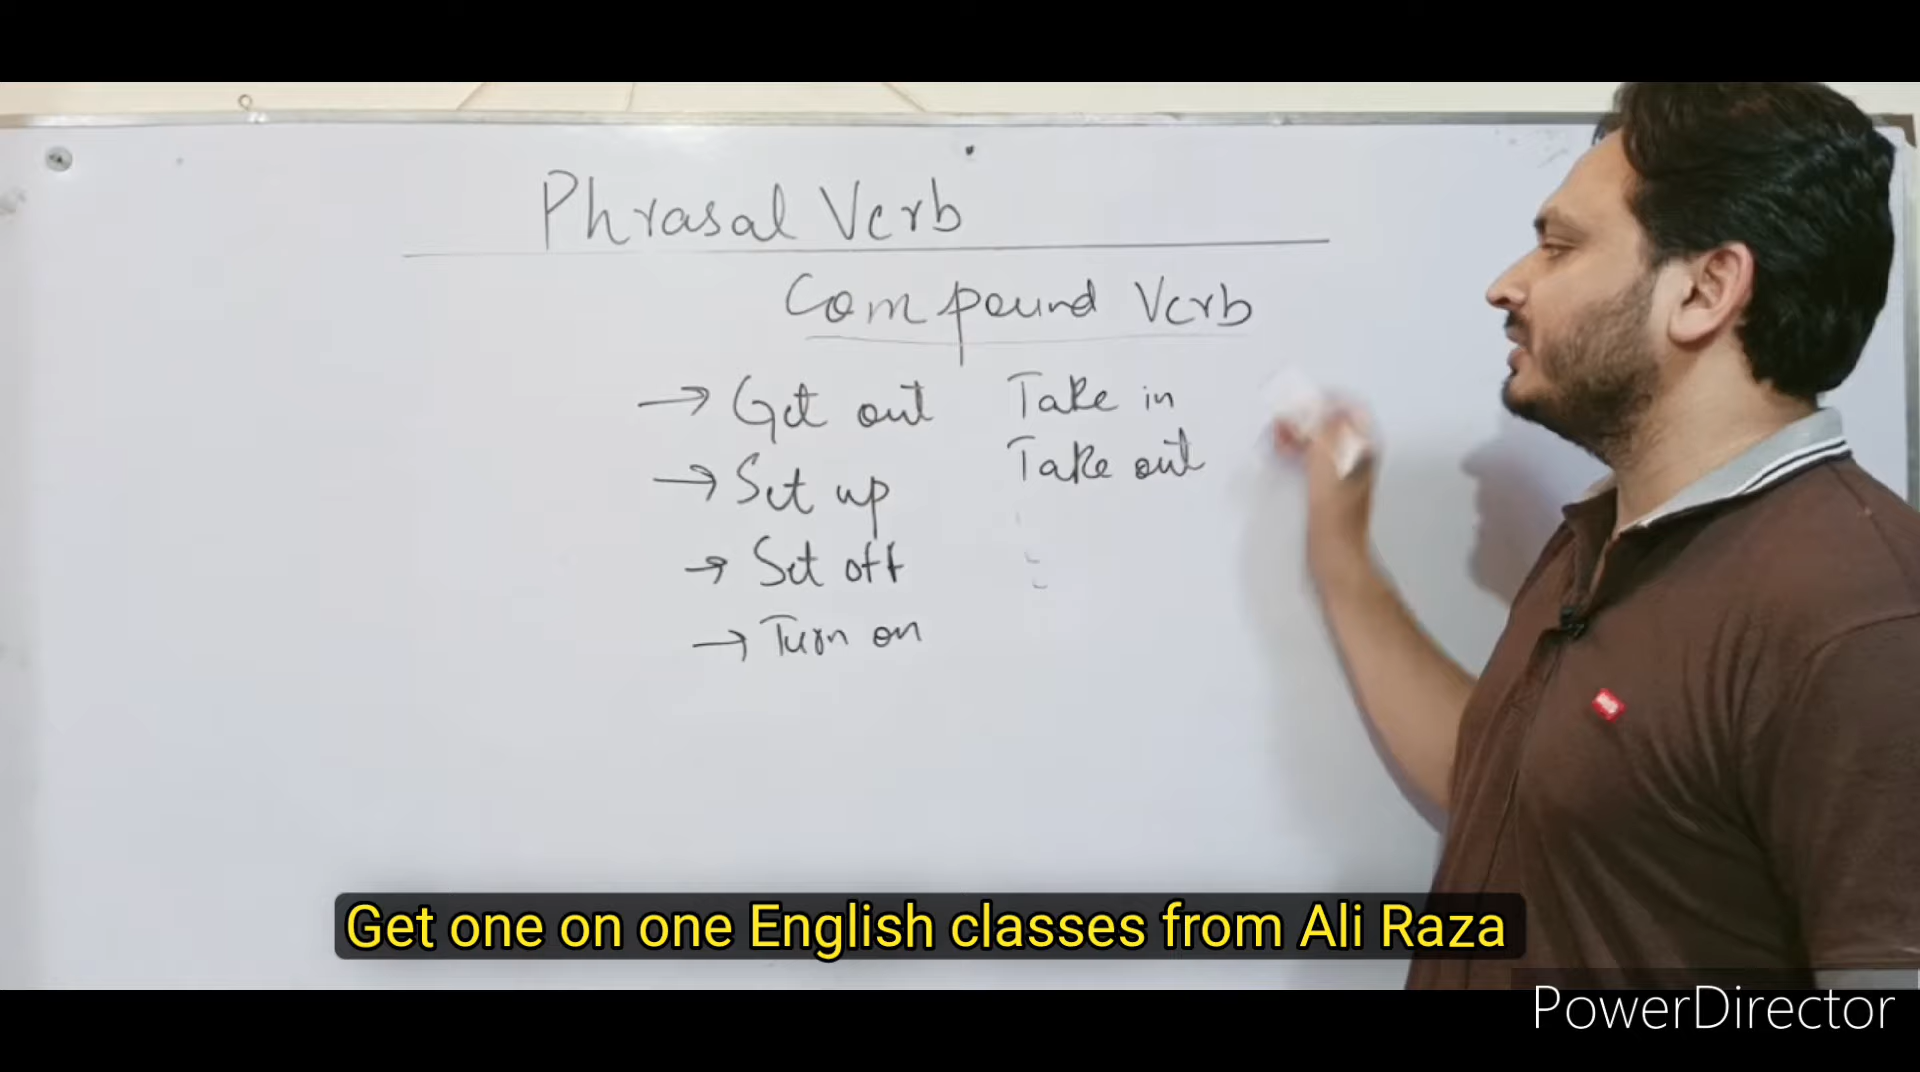 Phrasal Verb
Compound Verb
→ Get out Take in
→ Set up Take out
→ Set off
→ Turn on
Get one on one English classes from Ali Raza
PowerDirector